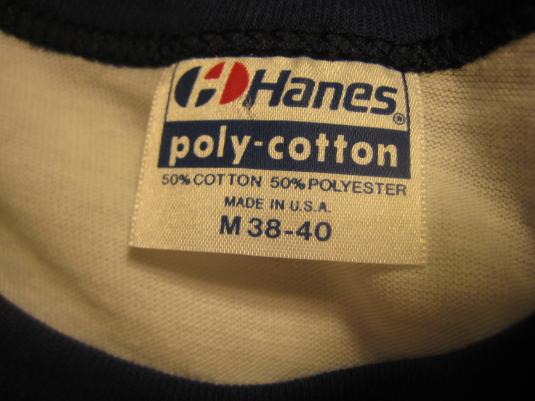 Hanes®
poly-cotton
50% COTTON 50% POLYESTER
MADE IN U.S.A.
M 38-40